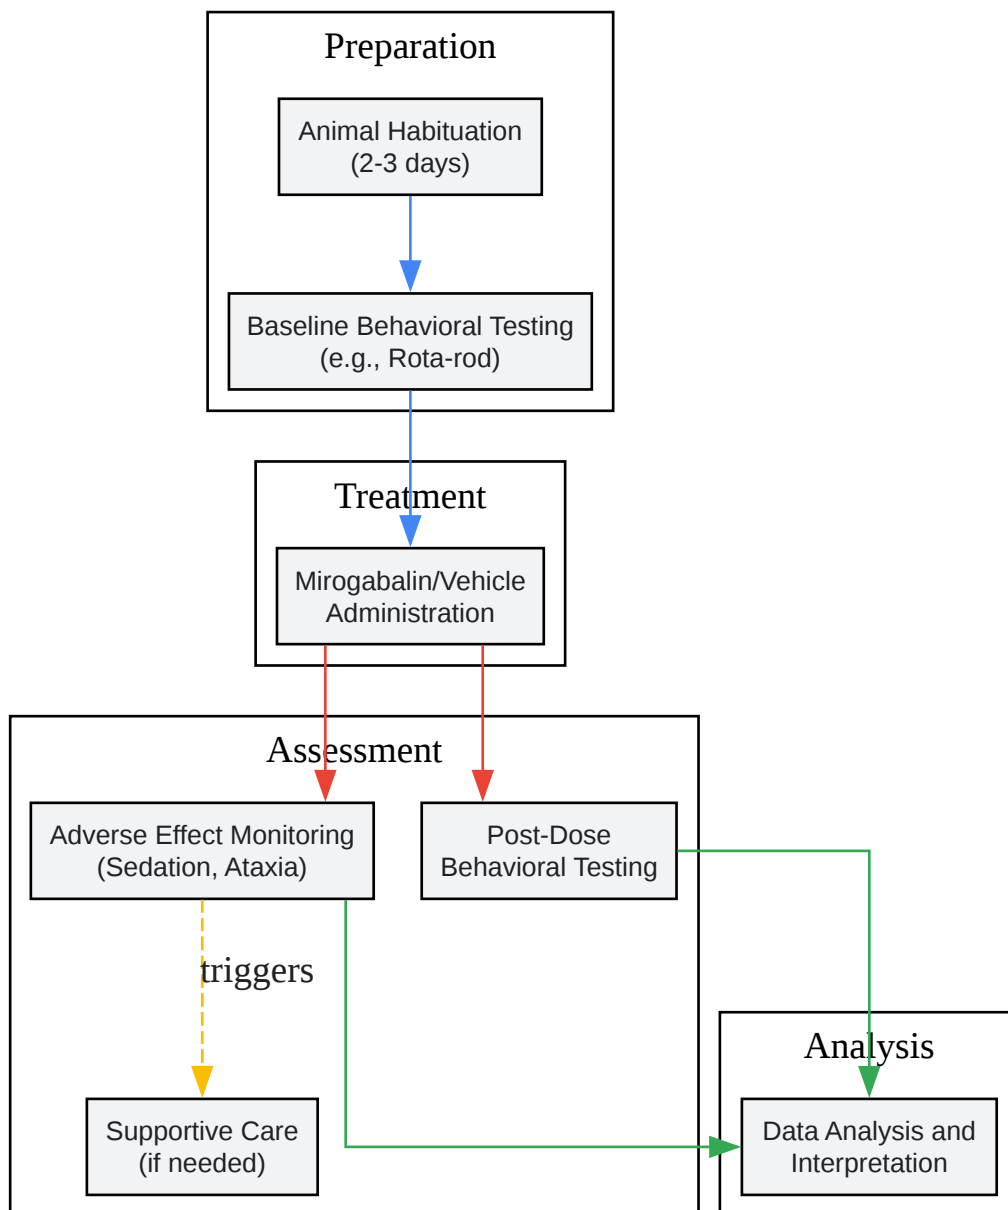 Preparation
Animal Habituation
(2-3 days)
Baseline Behavioral Testing
(e.g., Rota-rod)
Treatment
Mirogabalin/Vehicle
Administration
Assessment
Adverse Effect Monitoring
(Sedation, Ataxia)
Post-Dose
Behavioral Testing
triggers
Supportive Care
(if needed)
Analysis
Data Analysis and
Interpretation